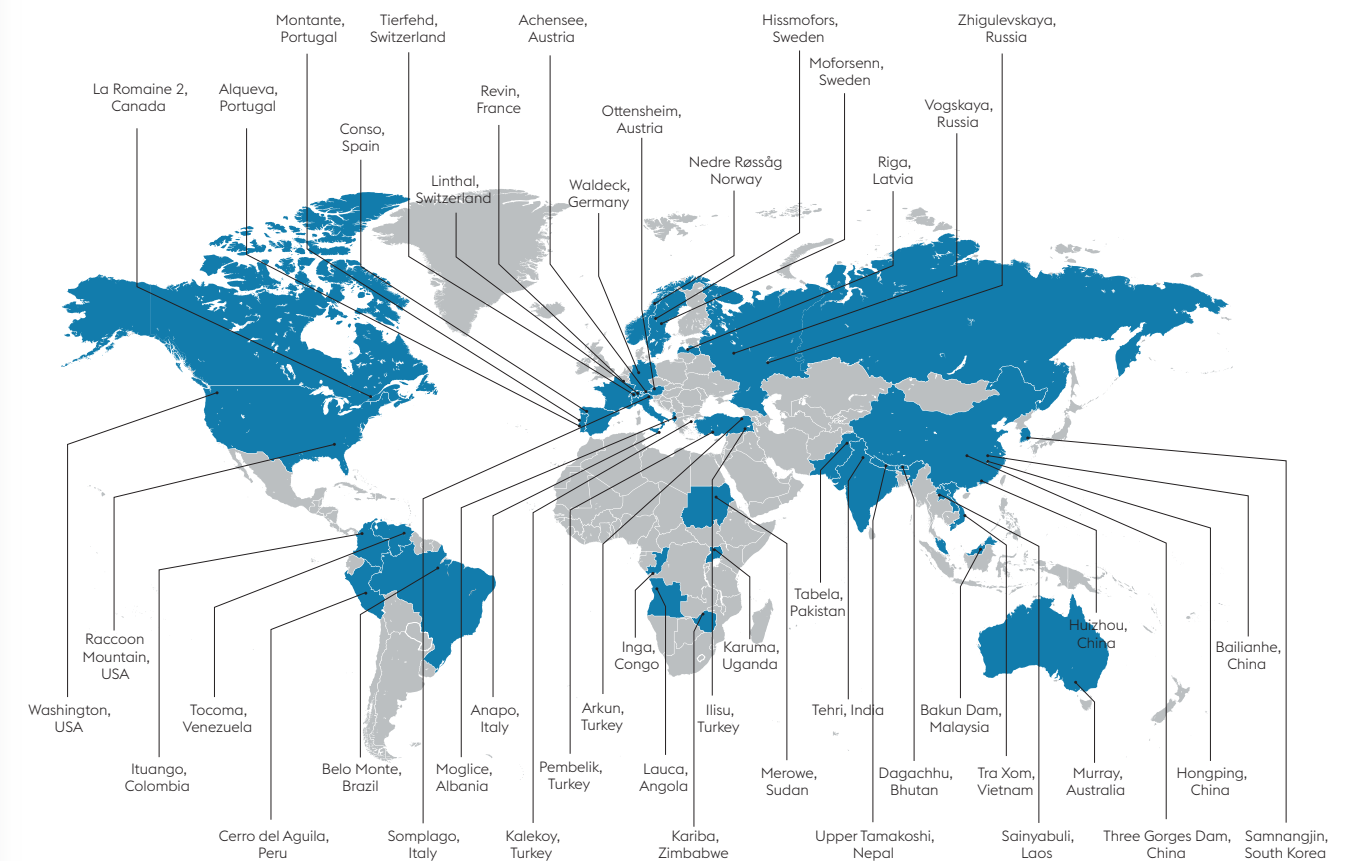 Montante,
Portugal
Tierfehd,
Switzerland
Achensee,
Austria
Hissmofors,
Sweden
Zhigulevskaya,
Russia
Moforsenn,
Sweden
La Romaine 2,
Canada
Alqueva,
Portugal
Revin,
France
Vogskaya,
Russia
Ottensheim,
Austria
Conso,
Spain
Nedre Røssåg
Norway
Riga,
Latvia
Linthal,
Switzerland
Waldeck,
Germany
Tabela,
Pakistan
Huizhou,
China
Raccoon
Mountain,
USA
Inga,
Congo
Karuma,
Uganda
Bailianhe,
China
Washington,
USA
Tocoma,
Venezuela
Anapo,
Italy
Arkun,
Turkey
Ilisu,
Turkey
Tehri, India
Bakun Dam,
Malaysia
Ituango,
Colombia
Belo Monte,
Brazil
Moglice,
Albania
Pembelik,
Turkey
Lauca,
Angola
Merowe,
Sudan
Dagachhu,
Bhutan
Tra Xom,
Vietnam
Murray,
Australia
Hongping,
China
Cerro del Aguila,
Peru
Somplago,
Italy
Kalekoy,
Turkey
Kariba,
Zimbabwe
Upper Tamakoshi,
Nepal
Sainyabuli,
Laos
Three Gorges Dam,
China
Samnangjin,
South Korea